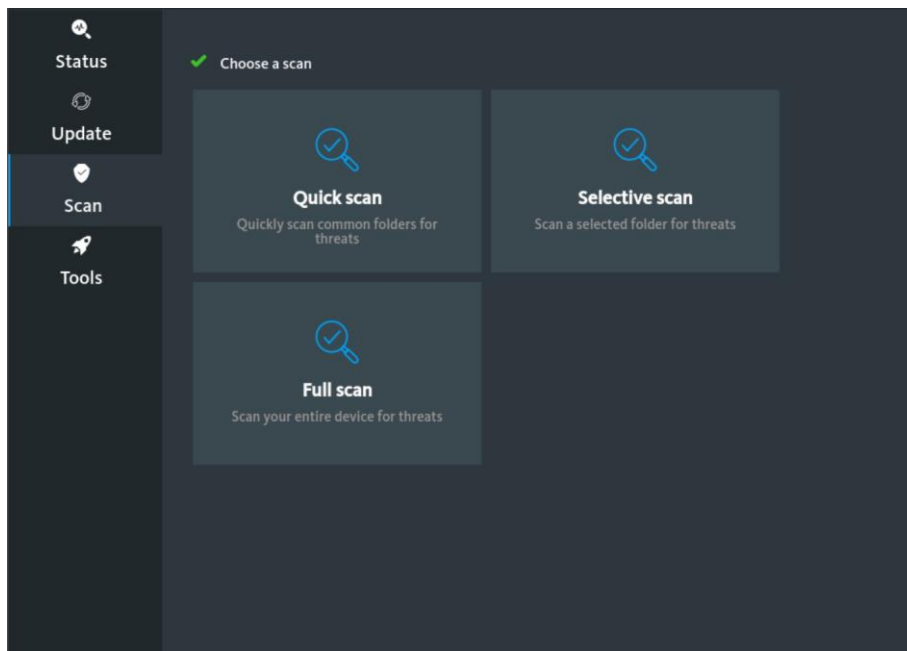 Status
Update
Scan
Tools
Choose a scan
Quick scan
Quickly scan common folders for
threats
Selective scan
Scan a selected folder for threats
Full scan
Scan your entire device for threats